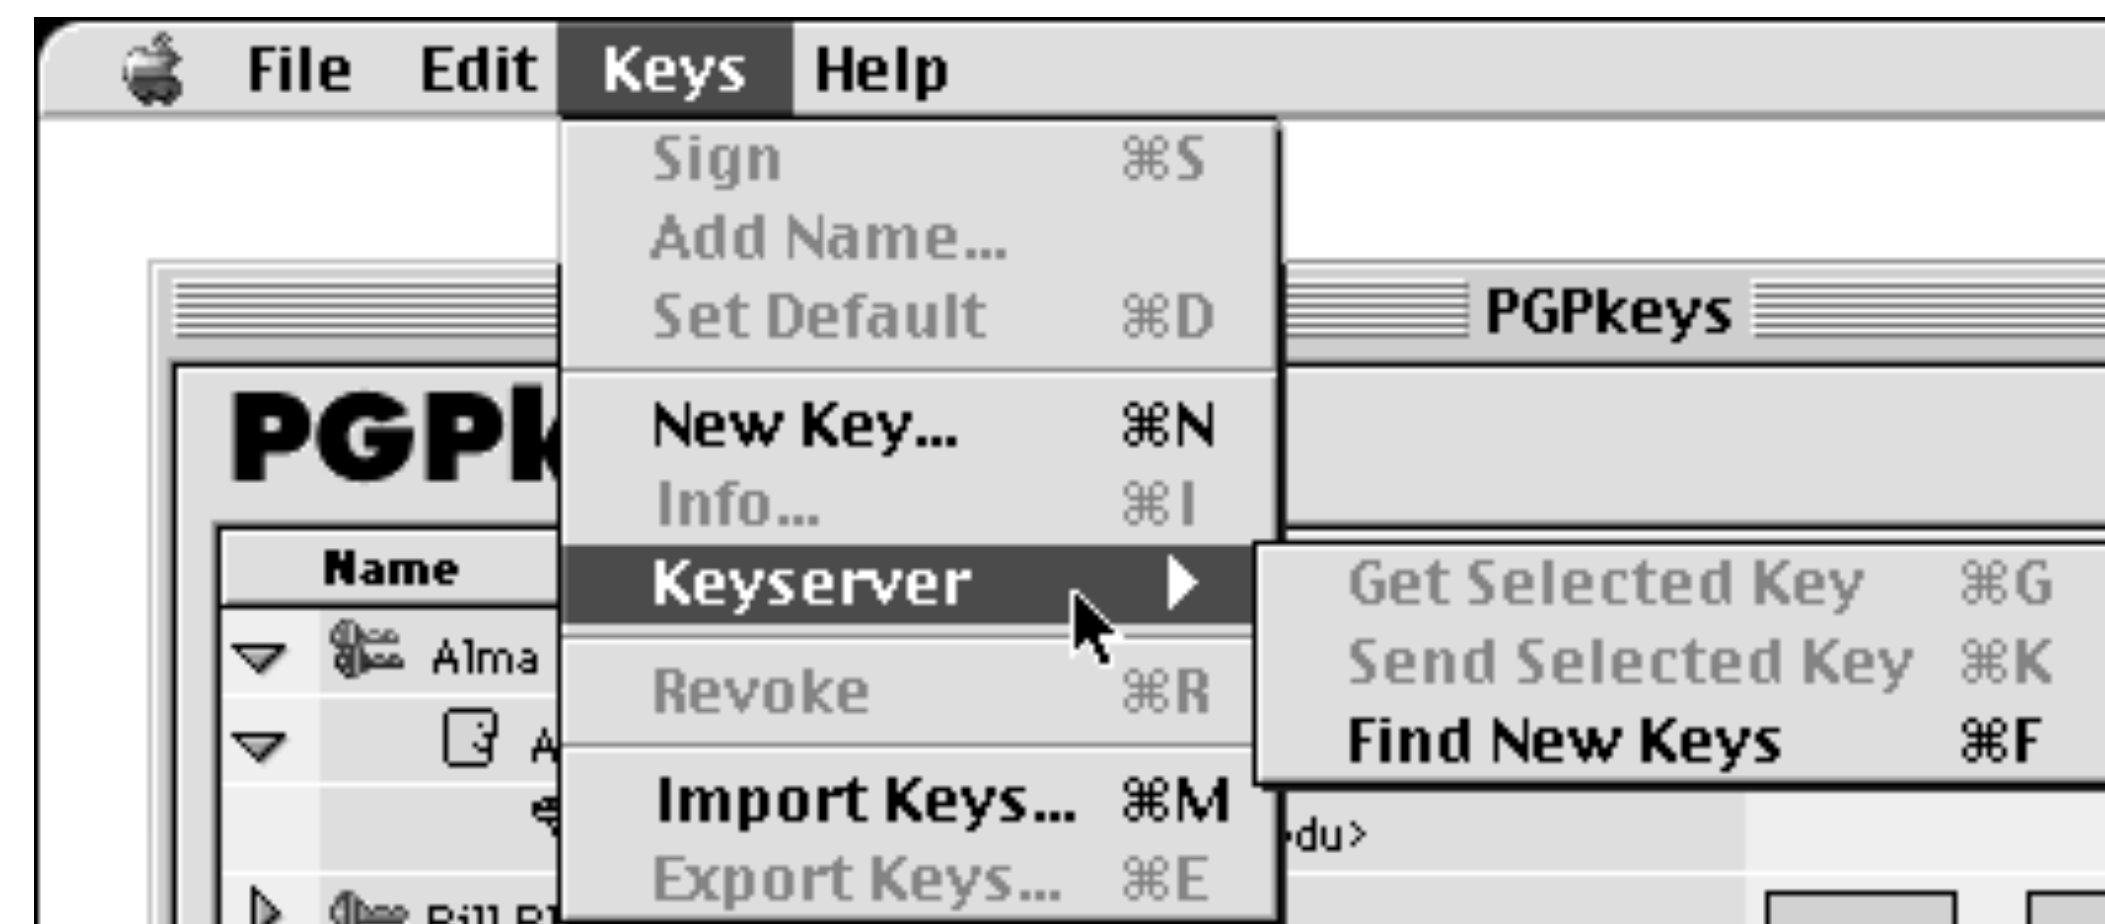 File Edit Keys Help
Sign ⌘S
Add Name...
Set Default ⌘D
PGPkeys
New Key... ⌘N
Info... ⌘I
Name
Keyserver
Get Selected Key ⌘G
Send Selected Key ⌘K
Find New Keys ⌘F
Alma
Revoke ⌘R
Import Keys... ⌘M
du>
Export Keys... ⌘E